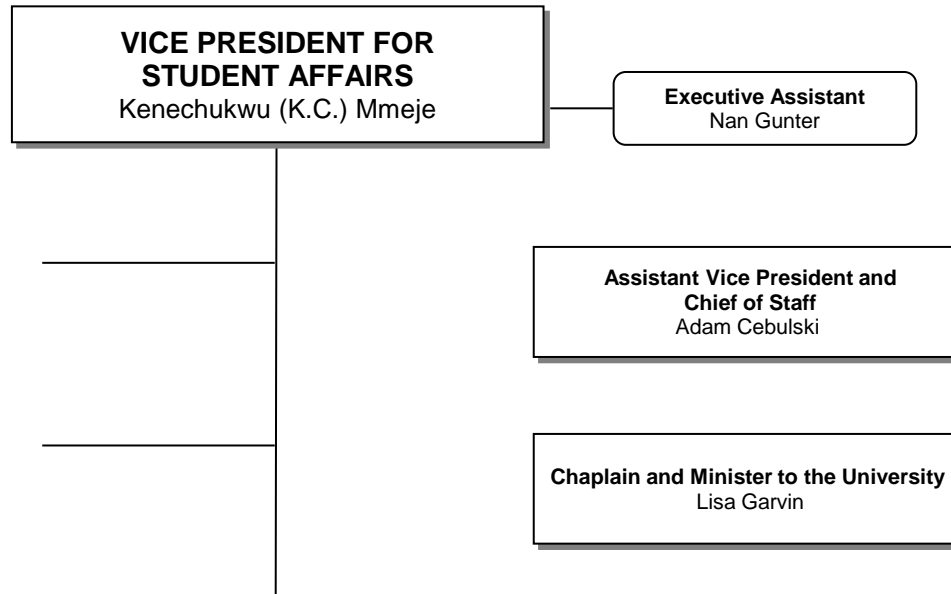 VICE PRESIDENT FOR
STUDENT AFFAIRS
Kenechukwu (K.C.) Mmeje
Executive Assistant
Nan Gunter
Assistant Vice President and
Chief of Staff
Adam Cebulski
Chaplain and Minister to the University
Lisa Garvin